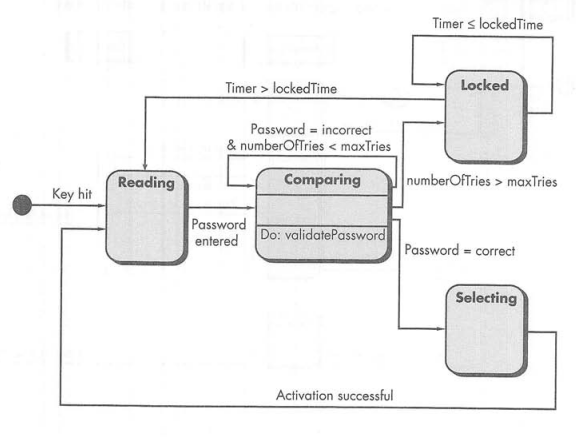 Timer ≤ lockedTime
Locked
Timer > lockedTime
Password = incorrect
& numberOfTries < maxTries
Reading
Comparing
numberOfTries > maxTries
Key hit
Password
entered
Do: validatePassword
Password = correct
Selecting
Activation successful